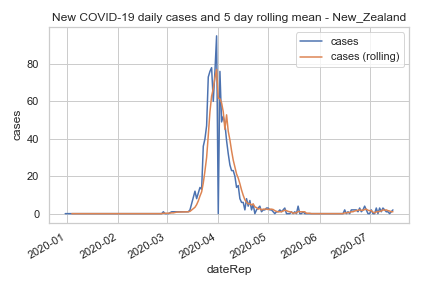 New COVID-19 daily cases and 5 day rolling mean - New_Zealand
cases
cases (rolling)
cases
80
60
40
20
0
2020-01
2020-02
2020-03
2020-04
2020-05
2020-06
2020-07
dateRep